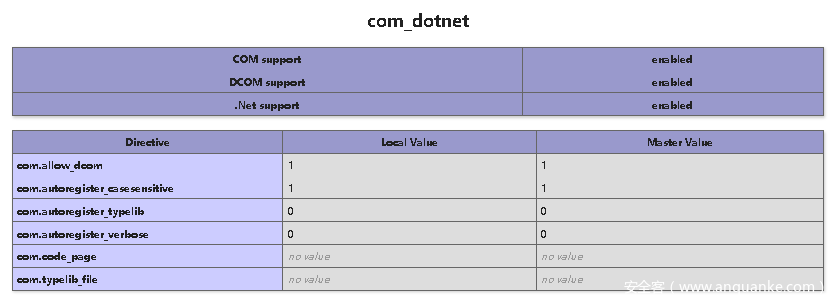 com_dotnet
COM support enabled
DCOM support enabled
.Net support enabled
Directive Local Value Master Value
com.allow_dcom 1 1
com.autoregister_casesensitive 1 1
com.autoregister_typelib 0 0
com.autoregister_verbose 0 0
com.code_page no value no value
com.typelib_file no value no value
安全客（www.anquanke.com）